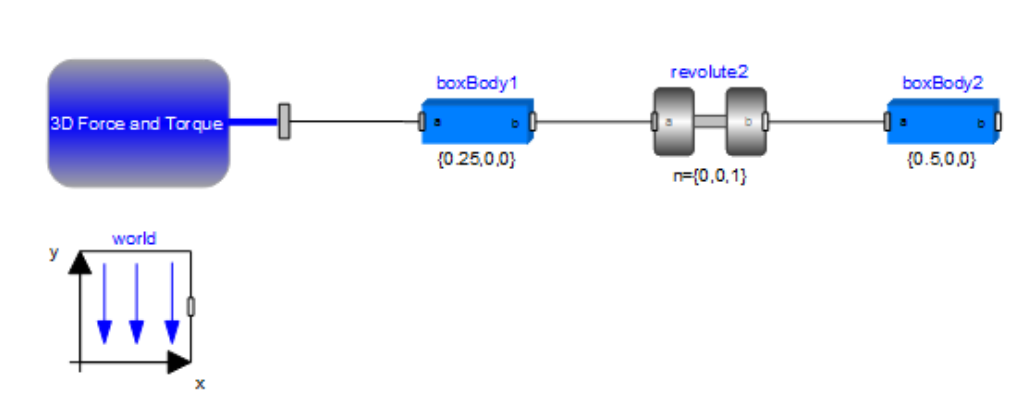 boxBody1
revolute2
boxBody2
3D Force and Torque
a
b
a
b
a
b
{0.25,0,0}
n={0,0,1}
{0.5,0,0}
world
y
x